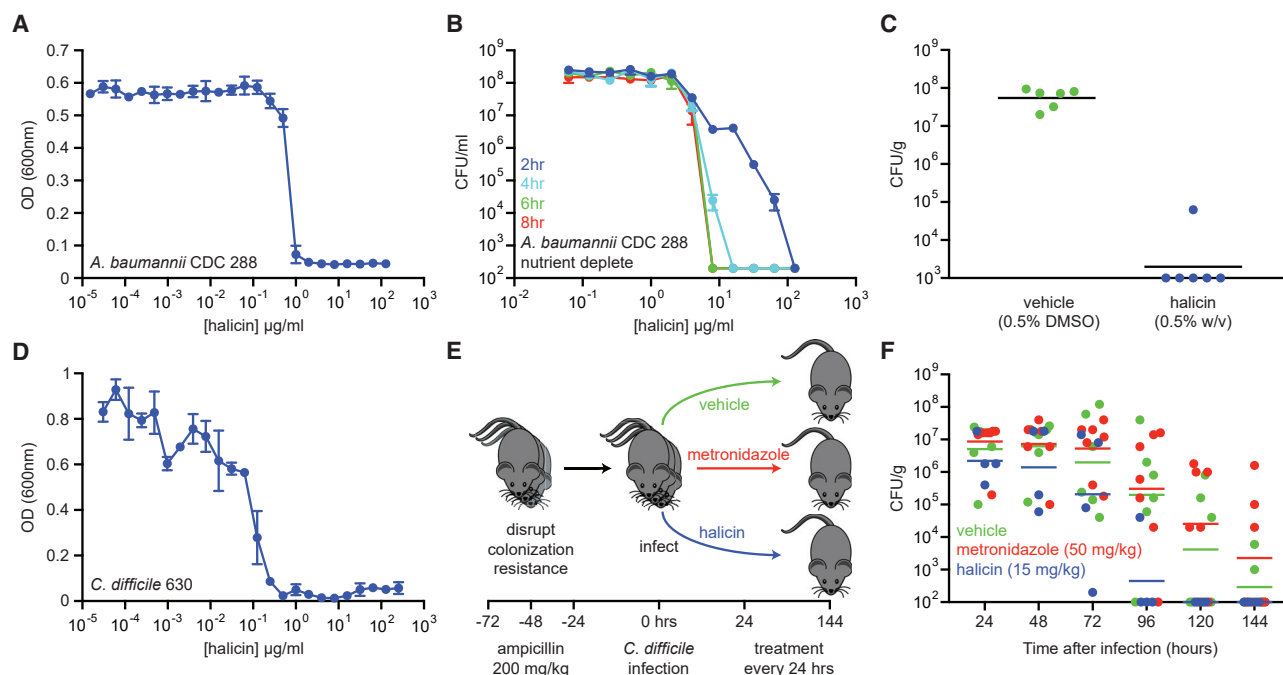 A
0.7
0.6
0.5
0.4
0.3
0.2
0.1
0
OD (600nm)
A. baumannii CDC 288
10-5 10-4 10-3 10-2 10-1 100 101 102 103
[halicin] µg/ml
B
109
108
107
106
105
104
103
102
CFU/ml
2hr
4hr
6hr
8hr
A. baumannii CDC 288
nutrient deplete
10-2 10-1 100 101 102 103
[halicin] µg/ml
C
109
108
107
106
105
104
103
CFU/g
vehicle halicin
(0.5% DMSO) (0.5% w/v)
D
1
0.8
0.6
0.4
0.2
0
OD (600nm)
C. difficile 630
10-5 10-4 10-3 10-2 10-1 100 101 102 103
[halicin] µg/ml
E
vehicle
metronidazole
halicin
disrupt
colonization
resistance
infect
-72 -48 -24 0 hrs 24 144
ampicillin C. difficile treatment
200 mg/kg infection every 24 hrs
F
109
108
107
106
105
104
103
102
CFU/g
vehicle
metronidazole (50 mg/kg)
halicin (15 mg/kg)
24 48 72 96 120 144
Time after infection (hours)